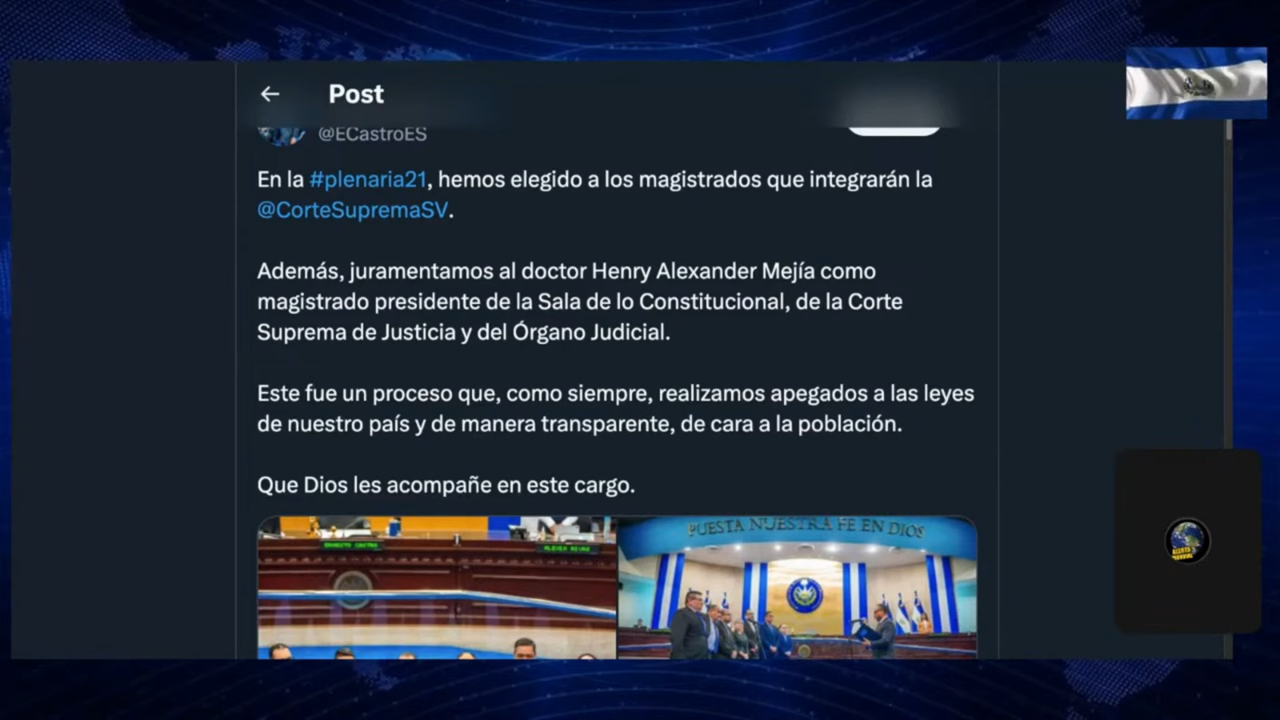 Post
@ECastroES
En la #plenaria21, hemos elegido a los magistrados que integrarán la
@CorteSupremaSV.
Además, juramentamos al doctor Henry Alexander Mejía como
magistrado presidente de la Sala de lo Constitucional, de la Corte
Suprema de Justicia y del Órgano Judicial.
Este fue un proceso que, como siempre, realizamos apegados a las leyes
de nuestro país y de manera transparente, de cara a la población.
Que Dios les acompañe en este cargo.
PUESTA NUESTRA FE EN DIOS
ERNESTO CASTRO